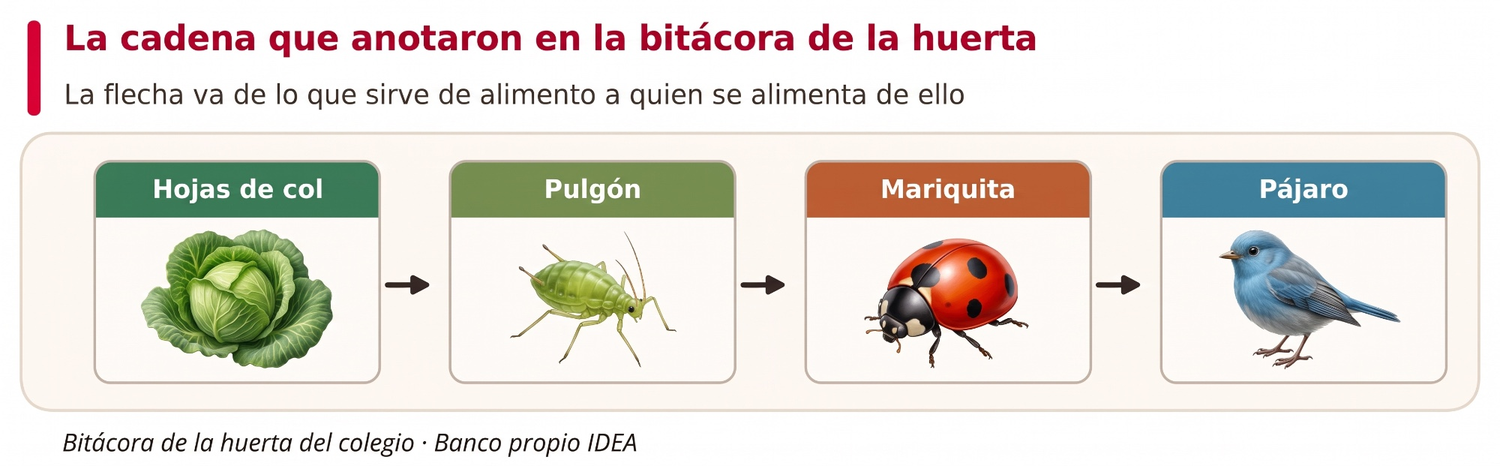 La cadena que anotaron en la bitácora de la huerta
La flecha va de lo que sirve de alimento a quien se alimenta de ello
Hojas de col
Pulgón
Mariquita
Pájaro
Bitácora de la huerta del colegio · Banco propio IDEA